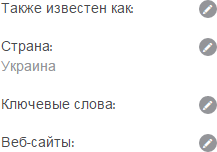 Также известен как:
Страна:
Украина
Ключевые слова:
Веб-сайты: